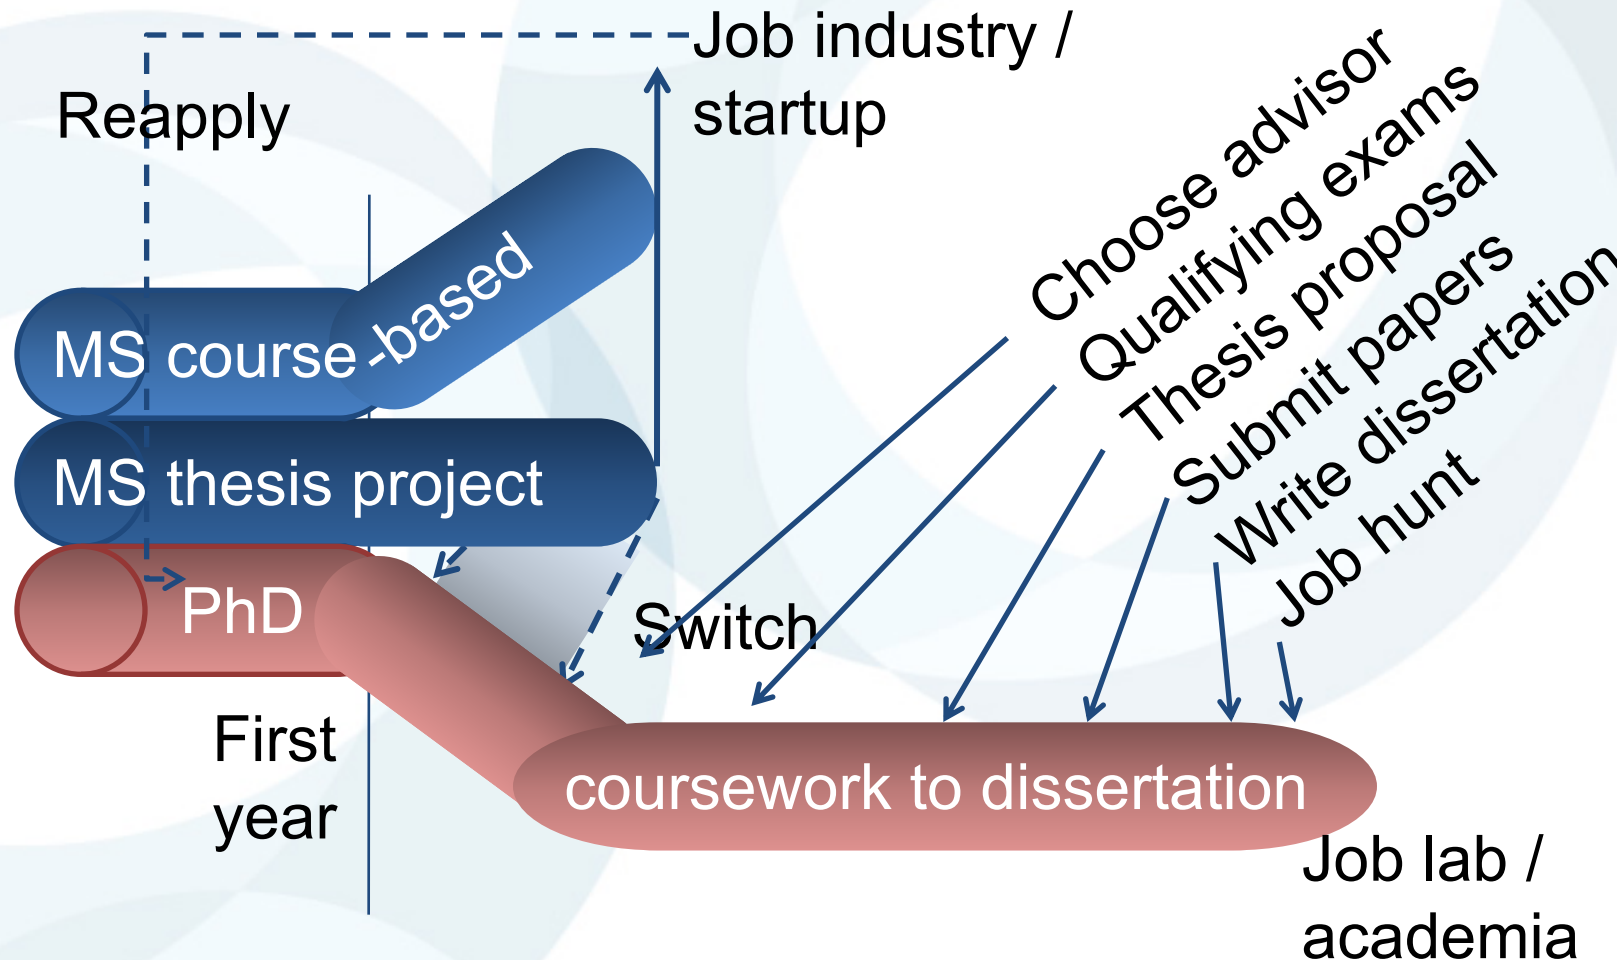 Job industry /
startup
Reapply
Choose advisor
Qualifying exams
Thesis proposal
Submit papers
Write dissertation
Job hunt
MS course-based
MS thesis project
PhD
Switch
First
year
coursework to dissertation
Job lab /
academia